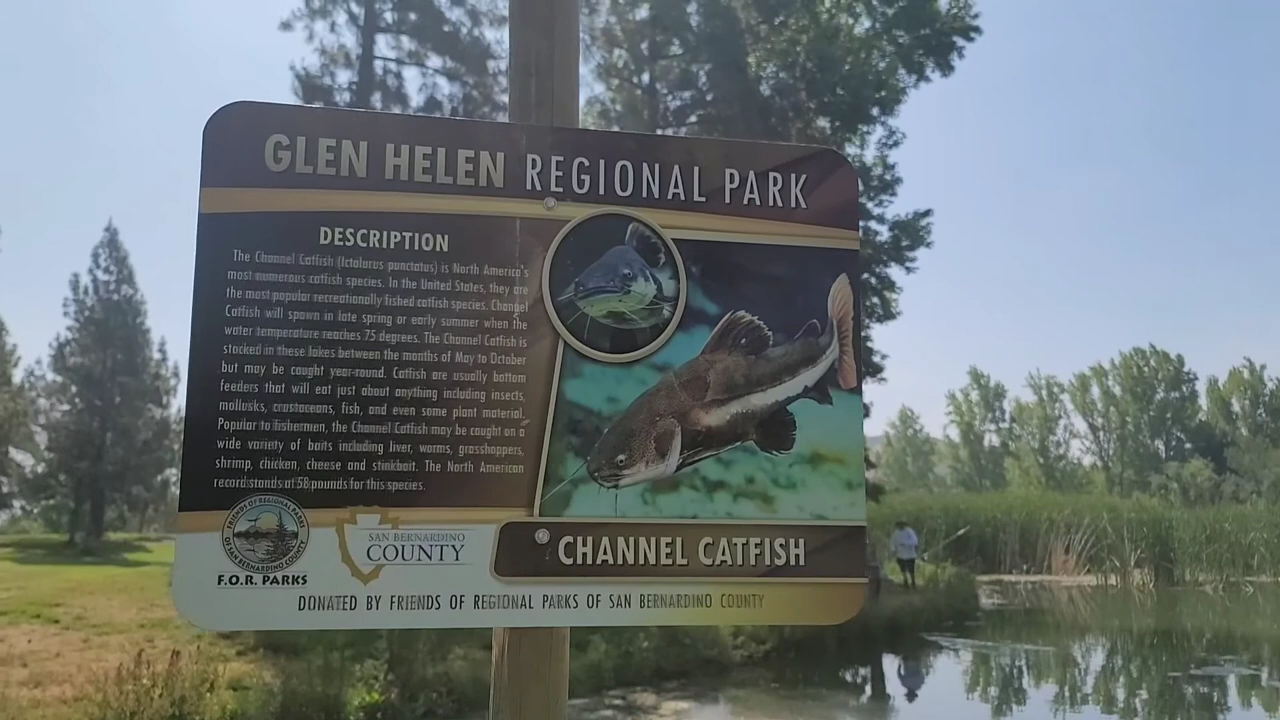 GLEN HELEN REGIONAL PARK
DESCRIPTION
The Channel Catfish (Ictalurus punctatus) is North America's
most numerous catfish species. In the United States, they are
the most popular recreationally fished catfish species. Channel
Catfish will spawn in late spring or early summer when the
water temperature reaches 75 degrees. The Channel Catfish is
stocked in these lakes between the months of May to October
but may be caught year-round. Catfish are usually bottom
feeders that will eat just about anything including insects,
mollusks, crustaceans, fish, and even some plant material.
Popular to fishermen, the Channel Catfish may be caught on a
wide variety of baits including liver, worms, grasshoppers,
shrimp, chicken, cheese and stinkbait. The North American
record stands at 58 pounds for this species.
FRIENDS OF REGIONAL PARKS
OF SAN BERNARDINO COUNTY
F.O.R. PARKS
SAN BERNARDINO
COUNTY
CHANNEL CATFISH
DONATED BY FRIENDS OF REGIONAL PARKS OF SAN BERNARDINO COUNTY